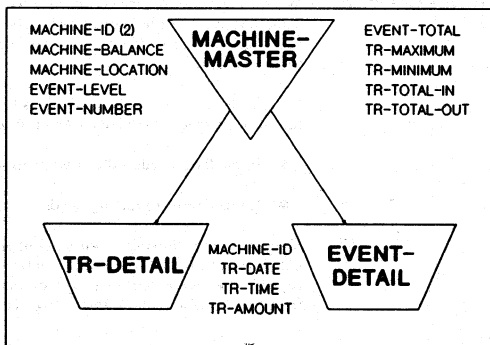 MACHINE-ID (2)
MACHINE-BALANCE
MACHINE-LOCATION
EVENT-LEVEL
EVENT-NUMBER
MACHINE-
MASTER
EVENT-TOTAL
TR-MAXIMUM
TR-MINIMUM
TR-TOTAL-IN
TR-TOTAL-OUT
TR-DETAIL
MACHINE-ID
TR-DATE
TR-TIME
TR-AMOUNT
EVENT-
DETAIL